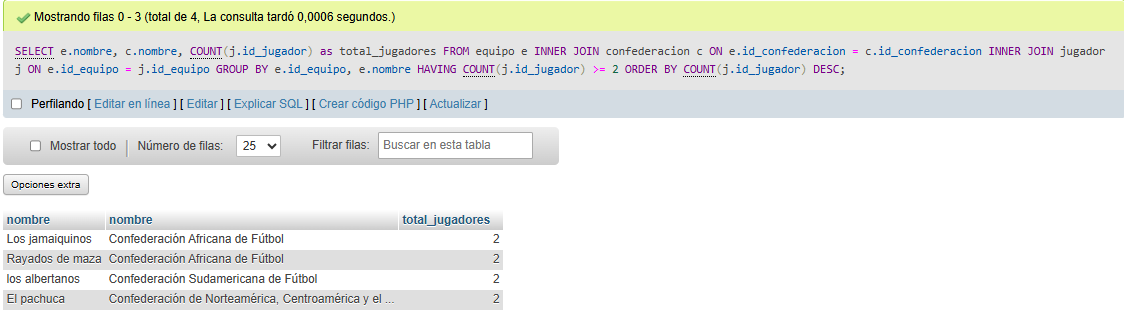 Mostrando filas 0 - 3 (total de 4, La consulta tardó 0,0006 segundos.)
SELECT e.nombre, c.nombre, COUNT(j.id_jugador) as total_jugadores FROM equipo e INNER JOIN confederacion c ON e.id_confederacion = c.id_confederacion INNER JOIN jugador
j ON e.id_equipo = j.id_equipo GROUP BY e.id_equipo, e.nombre HAVING COUNT(j.id_jugador) >= 2 ORDER BY COUNT(j.id_jugador) DESC;
Perfilando [ Editar en línea ] [ Editar ] [ Explicar SQL ] [ Crear código PHP ] [ Actualizar ]
Mostrar todo | Número de filas: 25 Filtrar filas: Buscar en esta tabla
Opciones extra
nombre nombre total_jugadores
Los jamaiquinos Confederación Africana de Fútbol 2
Rayados de maza Confederación Africana de Fútbol 2
los albertanos Confederación Sudamericana de Fútbol 2
El pachuca Confederación de Norteamérica, Centroamérica y el ... 2